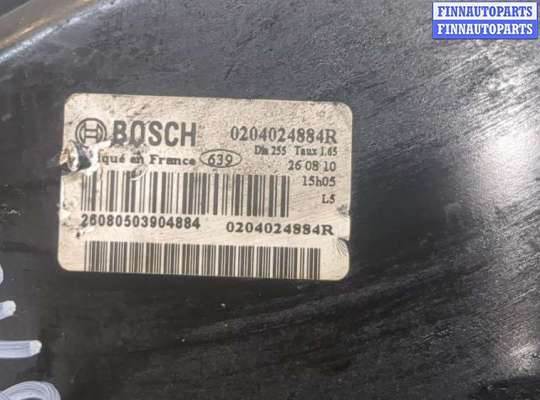 FINNAUTOPARTS
FINNAUTOPARTS
BOSCH 0204024884R
Dia 255 Taux 1.65
iqué en France 639 26 08 10
15h05
L5
26080503904884 0204024884R